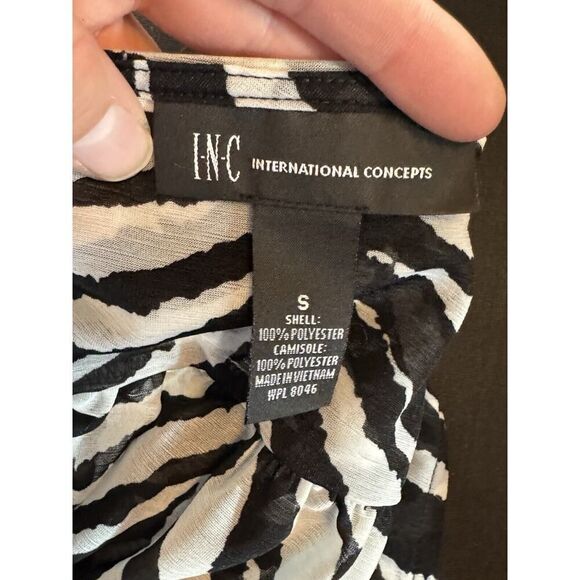 I·N·C INTERNATIONAL CONCEPTS
S
SHELL:
100% POLYESTER
CAMISOLE:
100% POLYESTER
MADE IN VIETNAM
WPL 8046